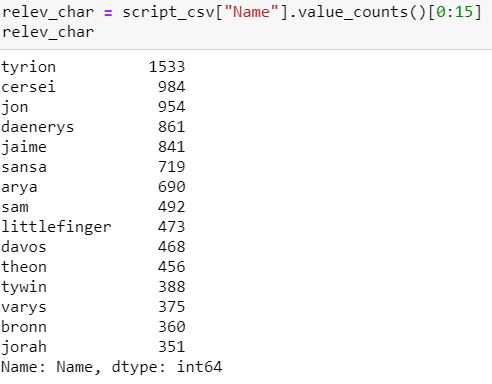 relev_char = script_csv["Name"].value_counts()[0:15]
relev_char
tyrion 1533
cersei 984
jon 954
daenerys 861
jaime 841
sansa 719
arya 690
sam 492
littlefinger 473
davos 468
theon 456
tywin 388
varys 375
bronn 360
jorah 351
Name: Name, dtype: int64